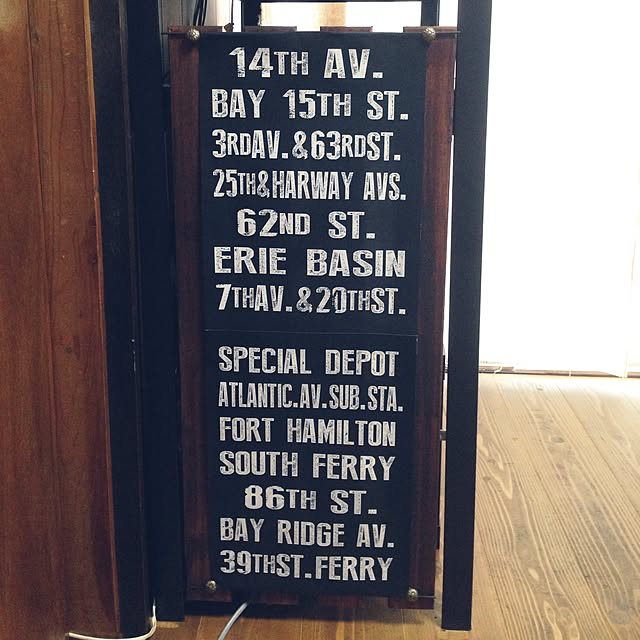 14TH AV.
BAY 15TH ST.
3RDAV.&63RDST.
25TH&HARWAY AVS.
62ND ST.
ERIE BASIN
7THAV.&20THST.
SPECIAL DEPOT
ATLANTIC.AV.SUB.STA.
FORT HAMILTON
SOUTH FERRY
86TH ST.
BAY RIDGE AV.
39THST.FERRY